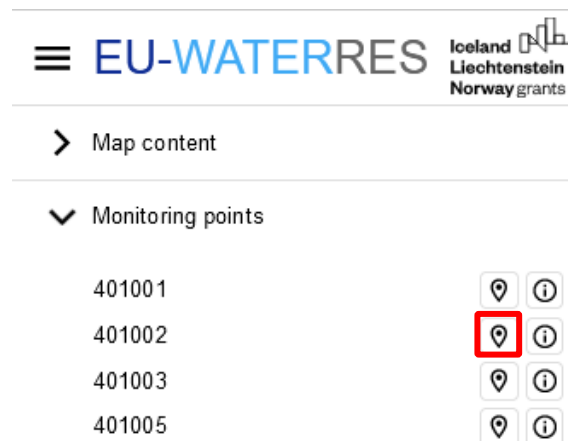 EU-WATERRES
Iceland
Liechtenstein
Norway grants
Map content
Monitoring points
401001
401002
401003
401005